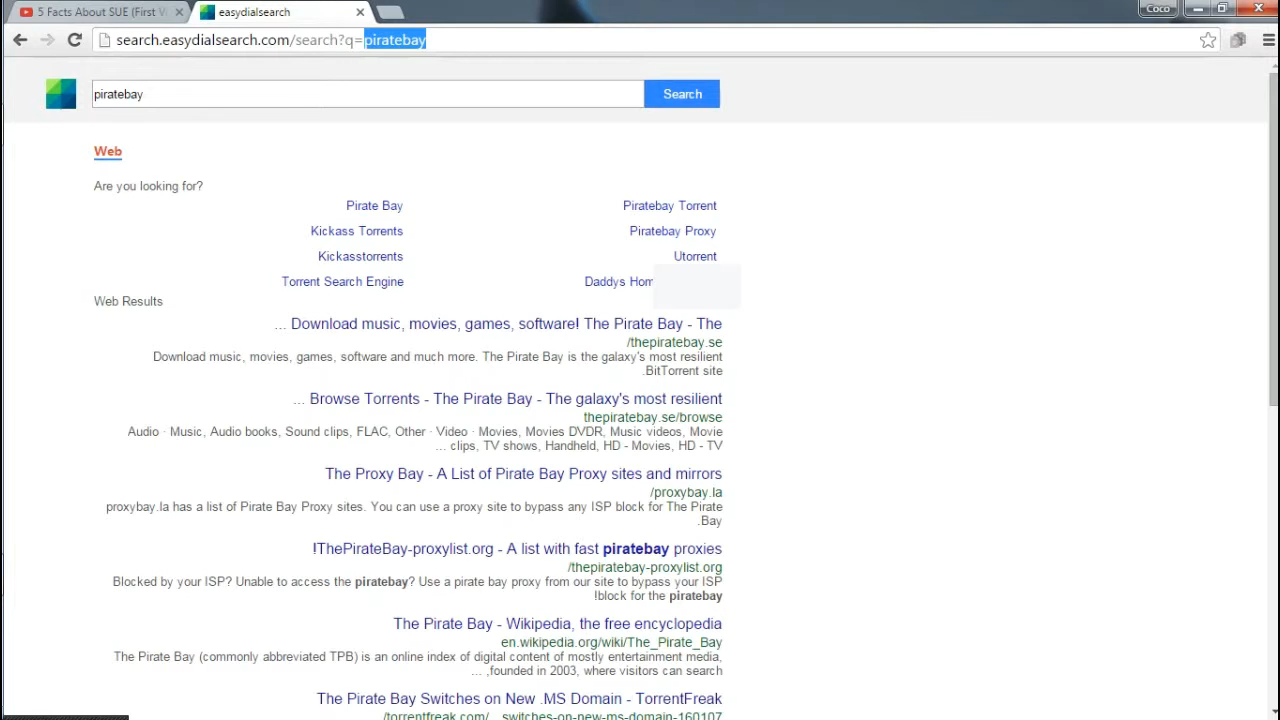 5 Facts About SUE (First V
easydialsearch
Coco
search.easydialsearch.com/search?q=piratebay
piratebay
Search
Web
Are you looking for?
Pirate Bay
Piratebay Torrent
Kickass Torrents
Piratebay Proxy
Kickasstorrents
Utorrent
Torrent Search Engine
Daddys Hom
Web Results
... Download music, movies, games, software! The Pirate Bay - The
/thepiratebay.se
Download music, movies, games, software and much more. The Pirate Bay is the galaxy's most resilient
.BitTorrent site
... Browse Torrents - The Pirate Bay - The galaxy's most resilient
thepiratebay.se/browse
Audio · Music, Audio books, Sound clips, FLAC, Other · Video · Movies, Movies DVDR, Music videos, Movie
... clips, TV shows, Handheld, HD - Movies, HD - TV
The Proxy Bay - A List of Pirate Bay Proxy sites and mirrors
/proxybay.la
proxybay.la has a list of Pirate Bay Proxy sites. You can use a proxy site to bypass any ISP block for The Pirate
.Bay
!ThePirateBay-proxylist.org - A list with fast piratebay proxies
/thepiratebay-proxylist.org
Blocked by your ISP? Unable to access the piratebay? Use a pirate bay proxy from our site to bypass your ISP
!block for the piratebay
The Pirate Bay - Wikipedia, the free encyclopedia
en.wikipedia.org/wiki/The_Pirate_Bay
The Pirate Bay (commonly abbreviated TPB) is an online index of digital content of mostly entertainment media,
... ,founded in 2003, where visitors can search
The Pirate Bay Switches on New .MS Domain - TorrentFreak
/torrentfreak.com/... switches-on-new-ms-domain-160107